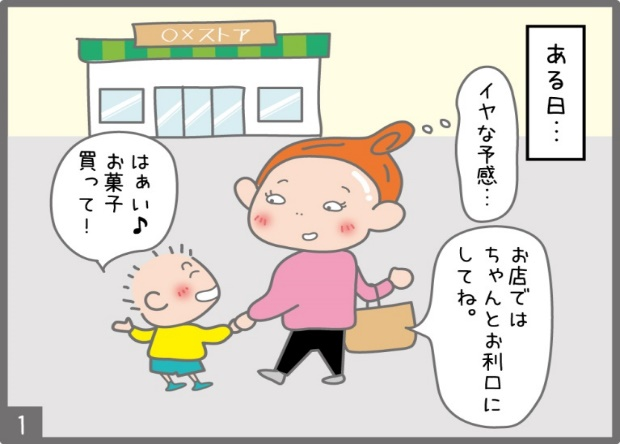 ○×ストア
ある日…
イヤな予感…
お店では
ちゃんとお利口に
してね。
はぁい♪
お菓子
買って！
1